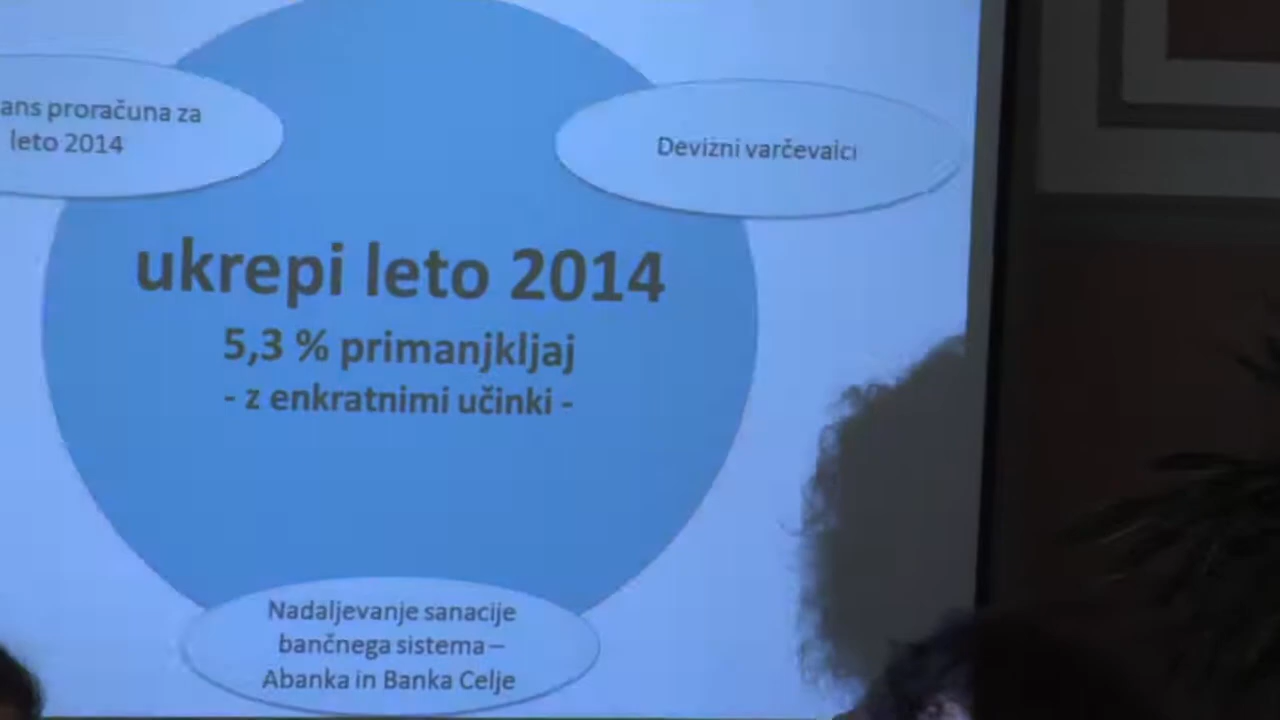 ans proračuna za
leto 2014
Devizni varčevalci
ukrepi leto 2014
5,3 % primanjkljaj
- z enkratnimi učinki -
Nadaljevanje sanacije
bančnega sistema –
Abanka in Banka Celje